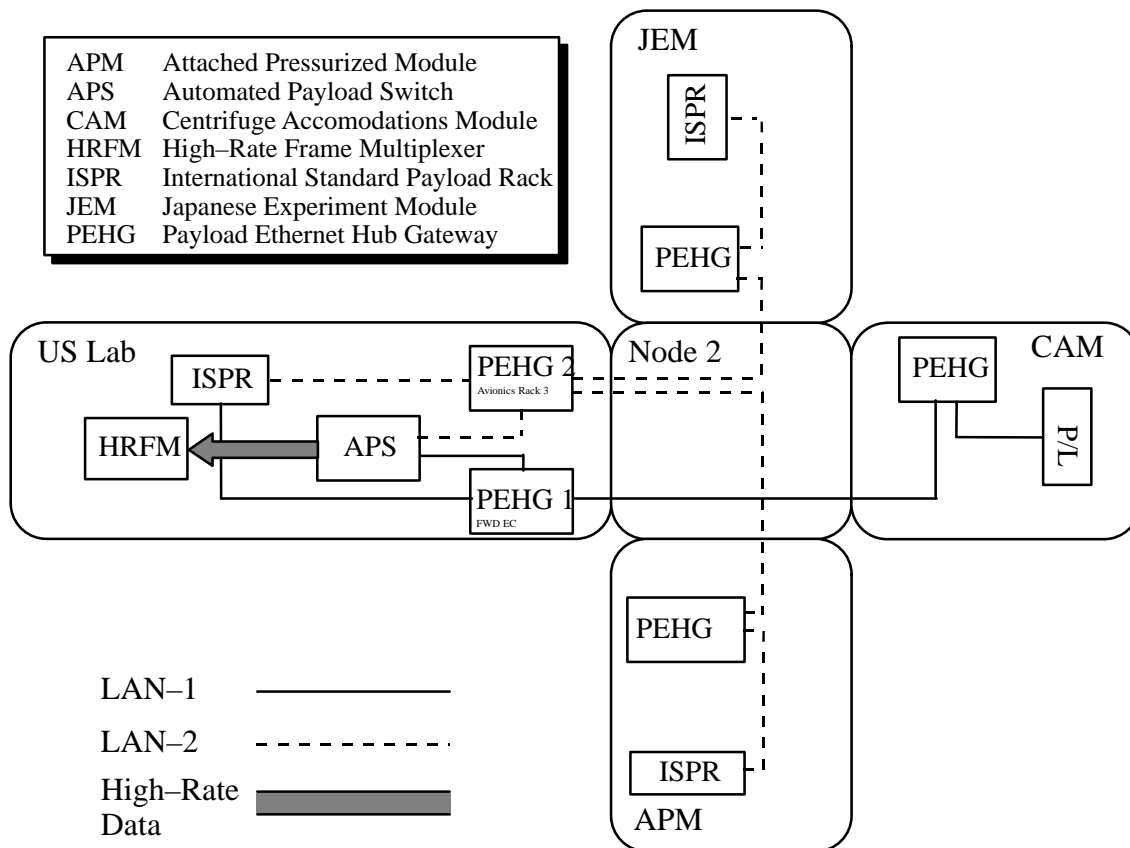 APM Attached Pressurized Module
APS Automated Payload Switch
CAM Centrifuge Accomodations Module
HRFM High–Rate Frame Multiplexer
ISPR International Standard Payload Rack
JEM Japanese Experiment Module
PEHG Payload Ethernet Hub Gateway
JEM
ISPR
PEHG
US Lab
ISPR
PEHG 2
Avionics Rack 3
HRFM
APS
PEHG 1
FWD EC
Node 2
PEHG
CAM
P/L
PEHG
ISPR
APM
LAN–1
LAN–2
High–Rate
Data